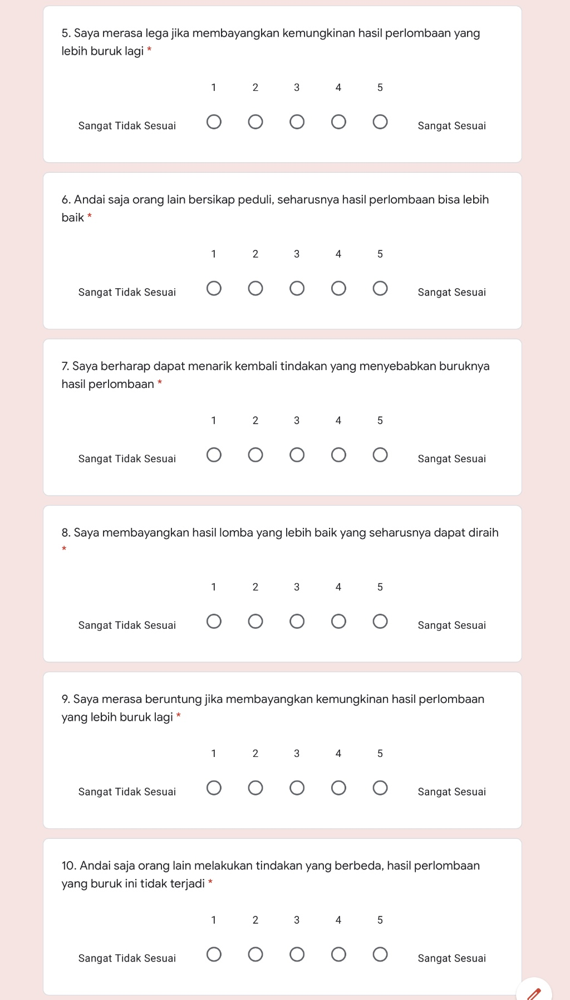 5. Saya merasa lega jika membayangkan kemungkinan hasil perlombaan yang
lebih buruk lagi *
1 2 3 4 5
Sangat Tidak Sesuai Sangat Sesuai
6. Andai saja orang lain bersikap peduli, seharusnya hasil perlombaan bisa lebih
baik *
1 2 3 4 5
Sangat Tidak Sesuai Sangat Sesuai
7. Saya berharap dapat menarik kembali tindakan yang menyebabkan buruknya
hasil perlombaan *
1 2 3 4 5
Sangat Tidak Sesuai Sangat Sesuai
8. Saya membayangkan hasil lomba yang lebih baik yang seharusnya dapat diraih
*
1 2 3 4 5
Sangat Tidak Sesuai Sangat Sesuai
9. Saya merasa beruntung jika membayangkan kemungkinan hasil perlombaan
yang lebih buruk lagi *
1 2 3 4 5
Sangat Tidak Sesuai Sangat Sesuai
10. Andai saja orang lain melakukan tindakan yang berbeda, hasil perlombaan
yang buruk ini tidak terjadi *
1 2 3 4 5
Sangat Tidak Sesuai Sangat Sesuai